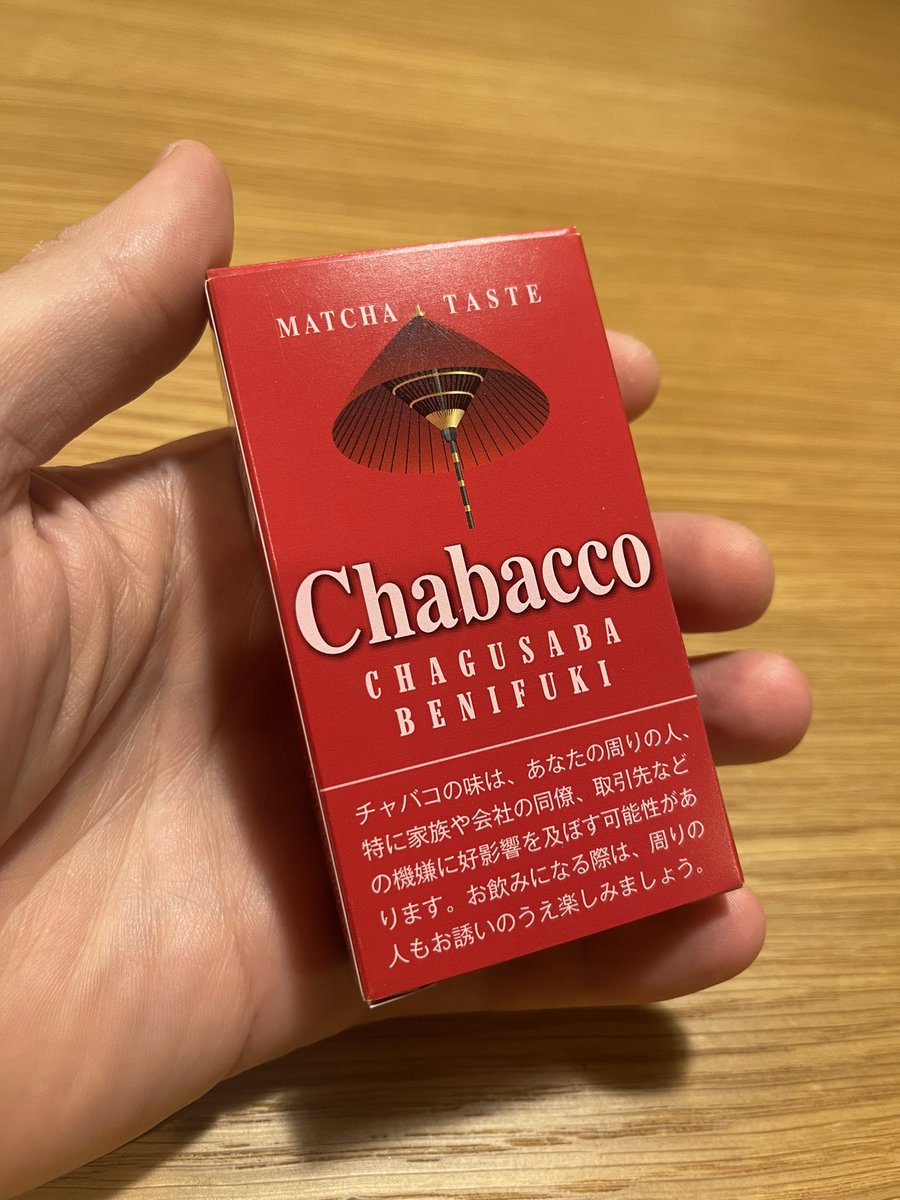 MATCHA TASTE
Chabacco
CHAGUSABA
BENIFUKI
チャバコの味は、あなたの周りの人、
特に家族や会社の同僚、取引先など
の機嫌に好影響を及ぼす可能性があ
ります。お飲みになる際は、周りの
人もお誘いのうえ楽しみましょう。